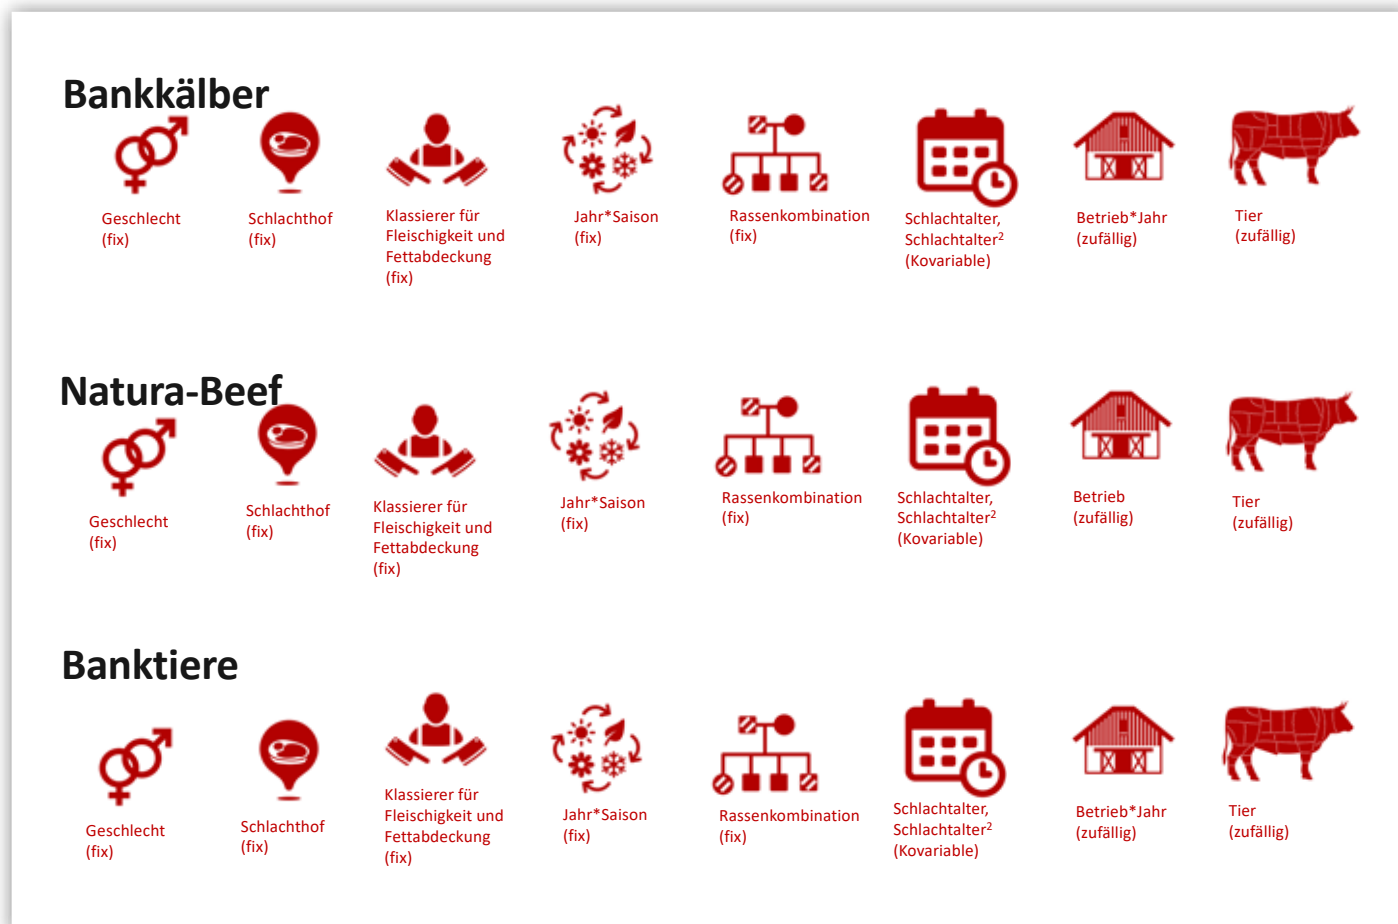 Bankkälber
Geschlecht
(fix)
Schlachthof
(fix)
Klassierer für
Fleischigkeit und
Fettabdeckung
(fix)
Jahr*Saison
(fix)
Rassenkombination
(fix)
Schlachtalter,
Schlachtalter²
(Kovariable)
Betrieb*Jahr
(zufällig)
Tier
(zufällig)
Natura-Beef
Geschlecht
(fix)
Schlachthof
(fix)
Klassierer für
Fleischigkeit und
Fettabdeckung
(fix)
Jahr*Saison
(fix)
Rassenkombination
(fix)
Schlachtalter,
Schlachtalter²
(Kovariable)
Betrieb
(zufällig)
Tier
(zufällig)
Banktiere
Geschlecht
(fix)
Schlachthof
(fix)
Klassierer für
Fleischigkeit und
Fettabdeckung
(fix)
Jahr*Saison
(fix)
Rassenkombination
(fix)
Schlachtalter,
Schlachtalter²
(Kovariable)
Betrieb*Jahr
(zufällig)
Tier
(zufällig)